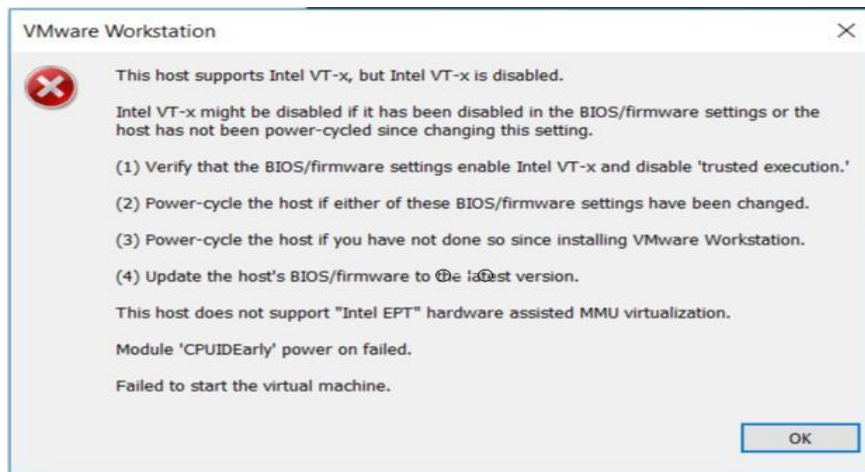 VMware Workstation
This host supports Intel VT-x, but Intel VT-x is disabled.
Intel VT-x might be disabled if it has been disabled in the BIOS/firmware settings or the
host has not been power-cycled since changing this setting.
(1) Verify that the BIOS/firmware settings enable Intel VT-x and disable 'trusted execution.'
(2) Power-cycle the host if either of these BIOS/firmware settings have been changed.
(3) Power-cycle the host if you have not done so since installing VMware Workstation.
(4) Update the host's BIOS/firmware to the latest version.
This host does not support "Intel EPT" hardware assisted MMU virtualization.
Module 'CPUIDEarly' power on failed.
Failed to start the virtual machine.
OK